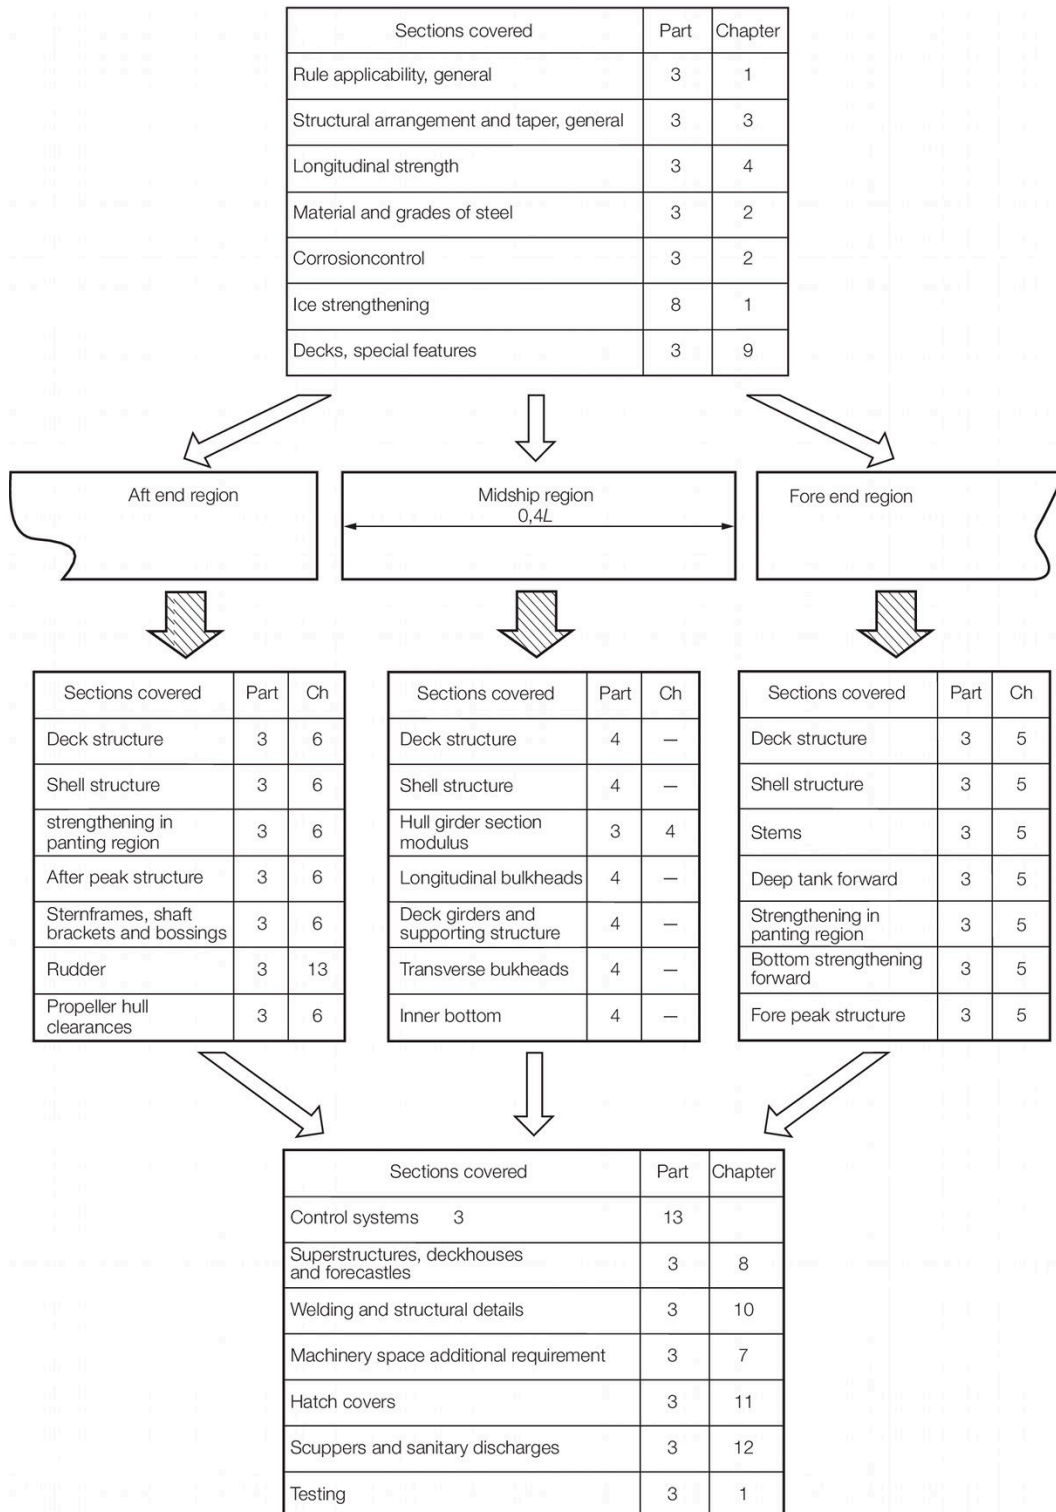 Sections covered Part Chapter
Rule applicability, general 3 1
Structural arrangement and taper, general 3 3
Longitudinal strength 3 4
Material and grades of steel 3 2
Corrosioncontrol 3 2
Ice strengthening 8 1
Decks, special features 3 9
Aft end region
Midship region
0,4L
Fore end region
Sections covered Part Ch
Deck structure 3 6
Shell structure 3 6
strengthening in
panting region 3 6
After peak structure 3 6
Sternframes, shaft
brackets and bossings 3 6
Rudder 3 13
Propeller hull
clearances 3 6
Sections covered Part Ch
Deck structure 4 —
Shell structure 4 —
Hull girder section
modulus 3 4
Longitudinal bulkheads 4 —
Deck girders and
supporting structure 4 —
Transverse bukheads 4 —
Inner bottom 4 —
Sections covered Part Ch
Deck structure 3 5
Shell structure 3 5
Stems 3 5
Deep tank forward 3 5
Strengthening in
panting region 3 5
Bottom strengthening
forward 3 5
Fore peak structure 3 5
Sections covered Part Chapter
Control systems 3 13
Superstructures, deckhouses
and forecastles 3 8
Welding and structural details 3 10
Machinery space additional requirement 3 7
Hatch covers 3 11
Scuppers and sanitary discharges 3 12
Testing 3 1